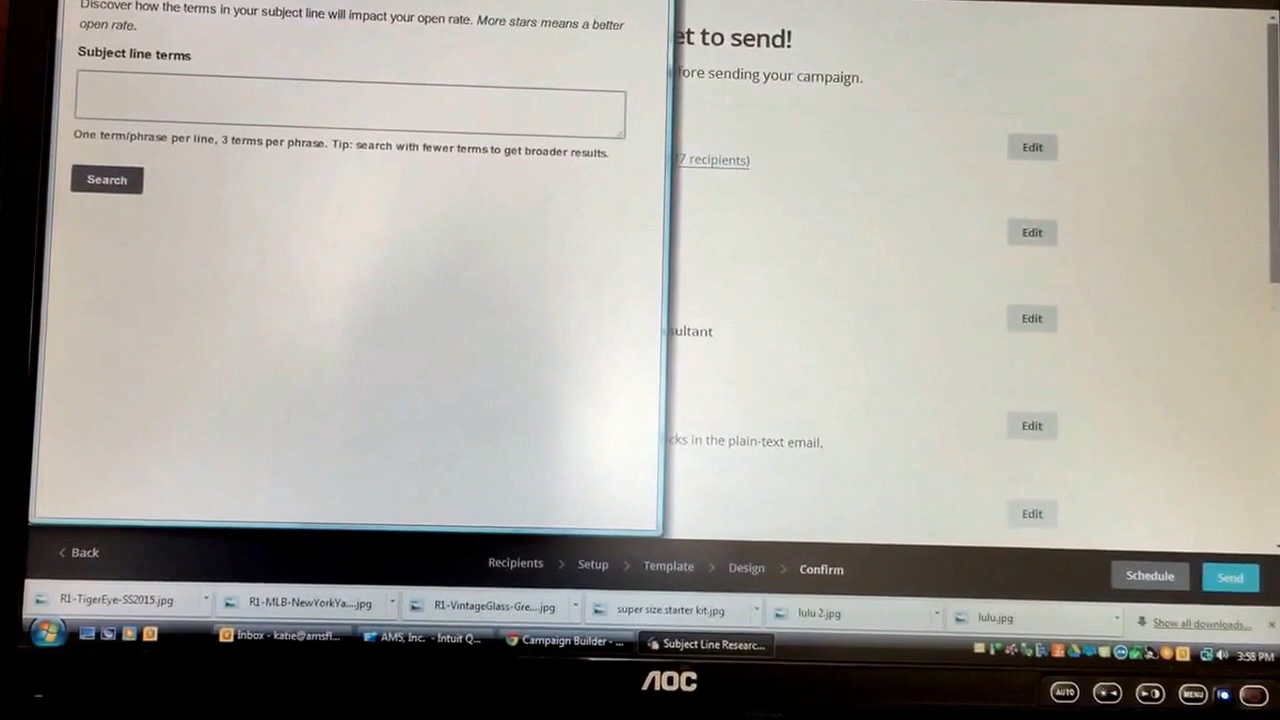 Discover how the terms in your subject line will impact your open rate. More stars means a better
open rate.
Subject line terms
One term/phrase per line, 3 terms per phrase. Tip: search with fewer terms to get broader results.
Search
et to send!
fore sending your campaign.
Edit
17 recipients)
Edit
Edit
sultant
Edit
cks in the plain-text email.
Edit
< Back
Recipients > Setup > Template > Design > Confirm
Schedule
Send
R1-TigerEye-SS2015.jpg
R1-MLB-NewYorkYa....jpg
R1-VintageGlass-Gre....jpg
super size starter kit.jpg
lulu 2.jpg
lulu.jpg
Show all downloads...
Inbox - katie@amsfl...
AMS, Inc. - Intuit Q...
Campaign Builder - ...
Subject Line Researc...
3:58 PM
AOC
AUTO
MENU